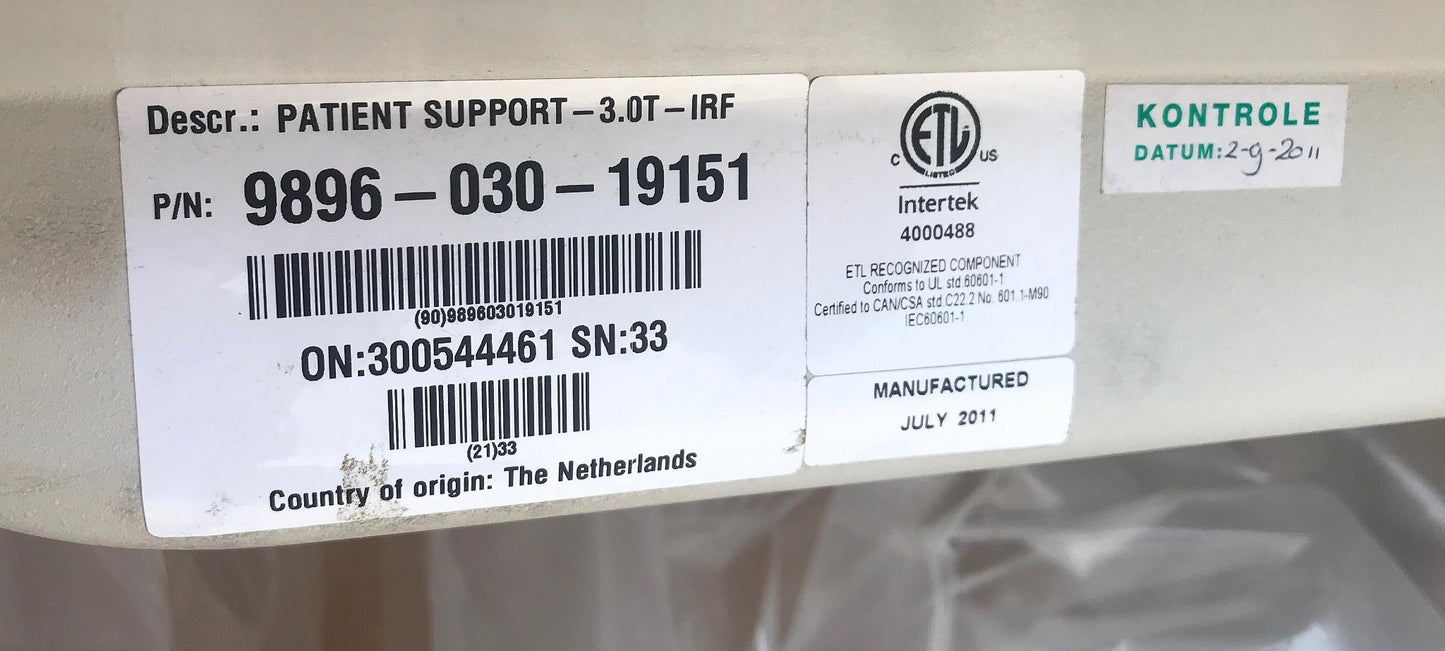 Descr.: PATIENT SUPPORT-3.0T-IRF
P/N: 9896-030-19151
(90)989603019151
ON:300544461 SN:33
(21)33
Country of origin: The Netherlands
ETL
C US
LISTED
Intertek
4000488
ETL RECOGNIZED COMPONENT
Conforms to UL std 60601-1
Certified to CAN/CSA std C22.2 No. 601.1-M90
IEC60601-1
MANUFACTURED
JULY 2011
KONTROLE
DATUM:2-9-2011